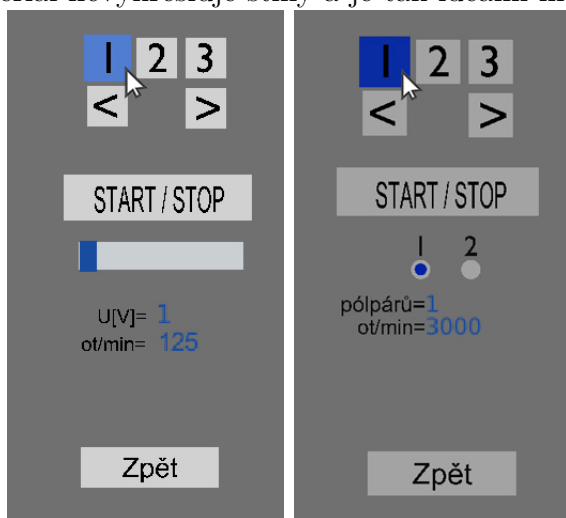 1 2 3
< >
START / STOP
U[V]= 1
ot/min= 125
Zpět
1 2 3
< >
START / STOP
1 2
pólpárů=1
ot/min=3000
Zpět